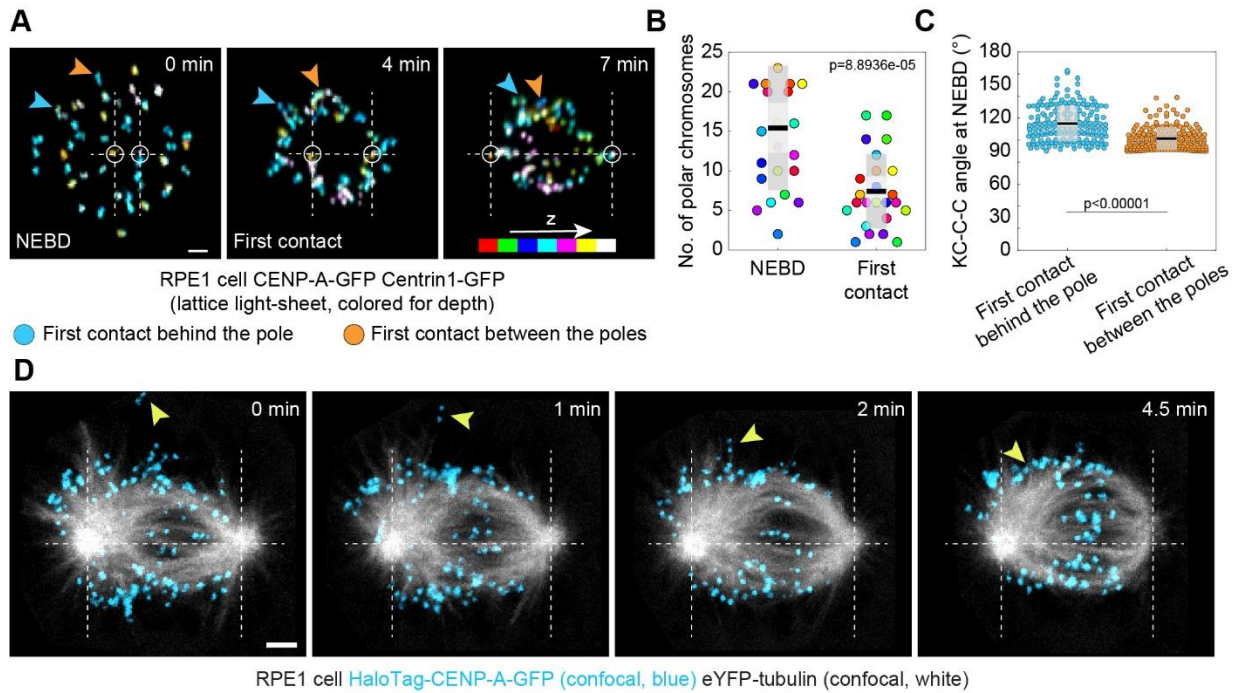 A
0 min
4 min
7 min
NEBD
First contact
z
RPE1 cell CENP-A-GFP Centrin1-GFP
(lattice light-sheet, colored for depth)
First contact behind the pole
First contact between the poles
B
No. of polar chromosomes
25
20
15
10
5
0
p=8.8936e-05
NEBD
First
contact
C
KC-C-C angle at NEBD (°)
180
150
120
90
60
30
0
p<0.00001
First contact
behind the pole
First contact
between the poles
D
0 min
1 min
2 min
4.5 min
RPE1 cell HaloTag-CENP-A-GFP (confocal, blue) eYFP-tubulin (confocal, white)